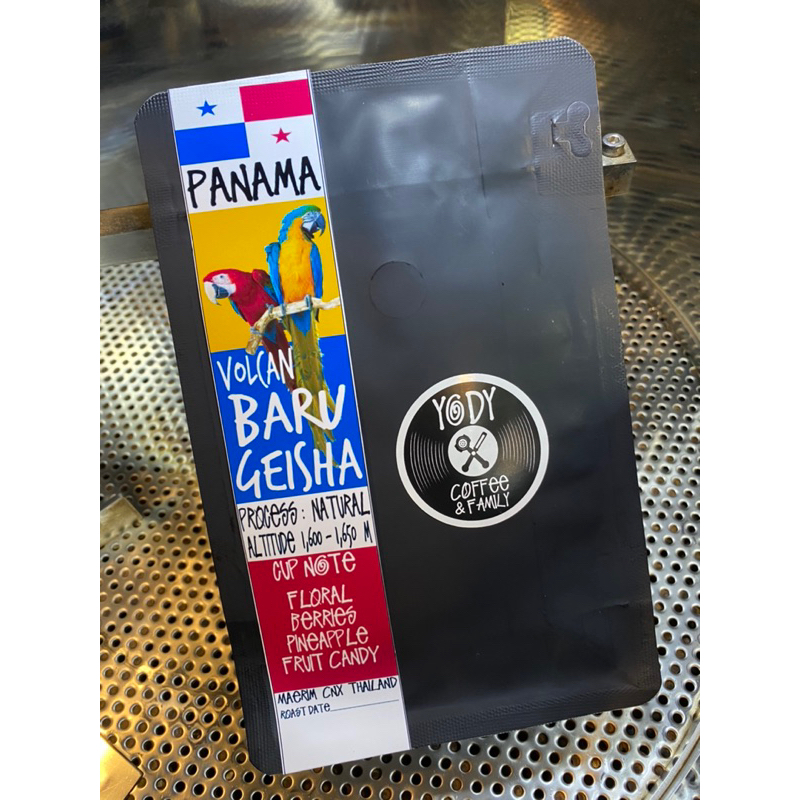 PANAMA
VOLCAN
BARU
GEISHA
PROCESS : NATURAL
ALTITUDE 1,600 - 1,650 M
CUP NOTE
FLORAL
BERRIES
PINEAPPLE
FRUIT CANDY
MAERIM CNX THAILAND
ROAST DATE
YODY
COFFEE
& FAMILY